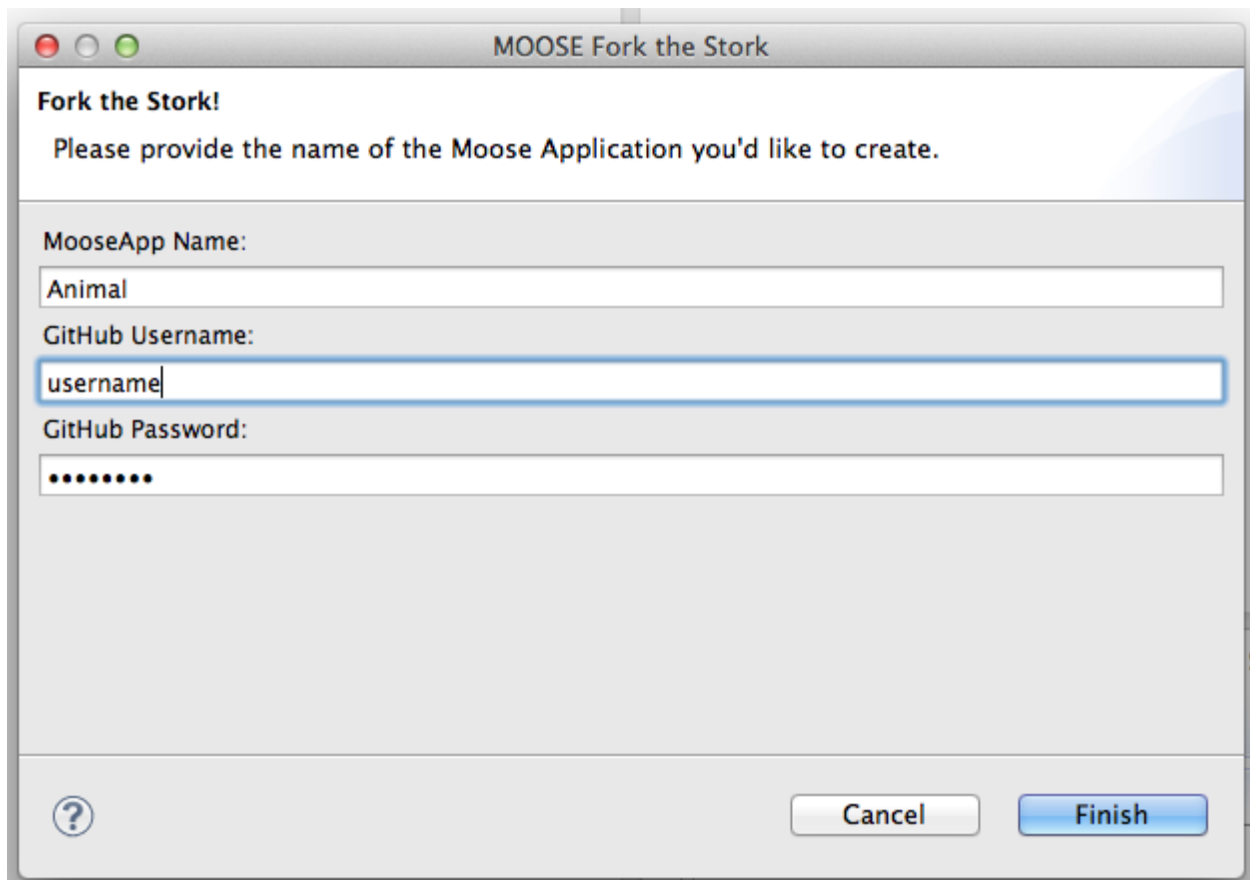 MOOSE Fork the Stork
Fork the Stork!
Please provide the name of the Moose Application you'd like to create.
MooseApp Name:
Animal
GitHub Username:
username
GitHub Password:
••••••••
?
Cancel
Finish